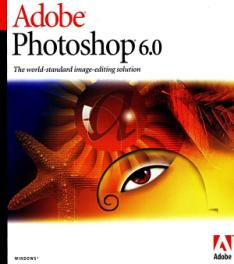 Adobe®
Photoshop® 6.0
The world-standard image-editing solution
WINDOWS®
Adobe